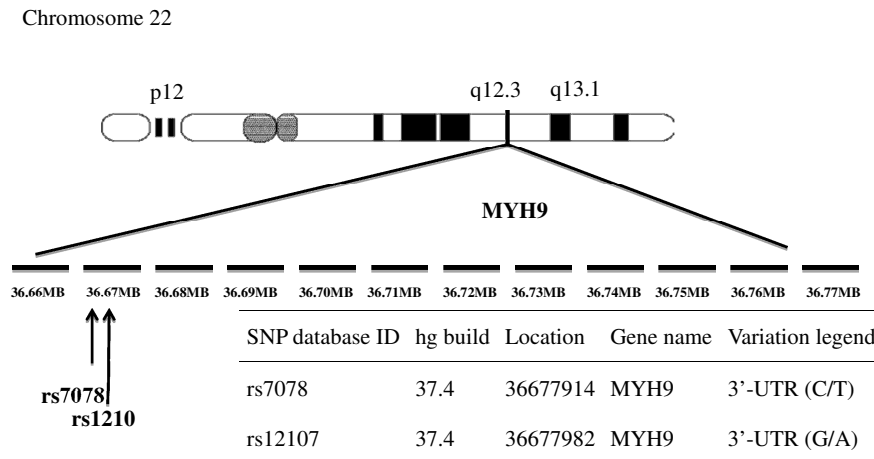 Chromosome 22
p12 q12.3 q13.1
MYH9
36.66MB 36.67MB 36.68MB 36.69MB 36.70MB 36.71MB 36.72MB 36.73MB 36.74MB 36.75MB 36.76MB 36.77MB
rs7078
rs1210
SNP database ID hg build Location Gene name Variation legend
rs7078 37.4 36677914 MYH9 3’-UTR (C/T)
rs12107 37.4 36677982 MYH9 3’-UTR (G/A)